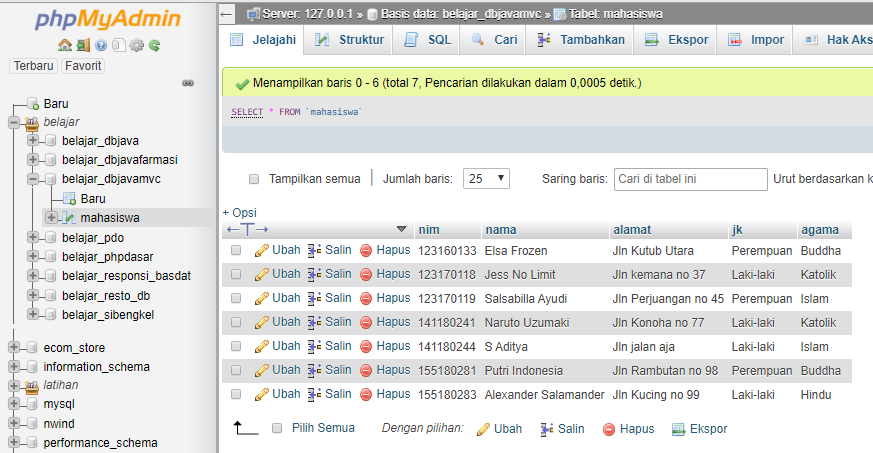 phpMyAdmin
Terbaru Favorit
Baru
belajar
belajar_dbjava
belajar_dbjavafarmasi
belajar_dbjavamvc
Baru
mahasiswa
belajar_pdo
belajar_phpdasar
belajar_responsi_basdat
belajar_resto_db
belajar_sibengkel
ecom_store
information_schema
latihan
mysql
nwind
performance_schema
Server: 127.0.0.1 » Basis data: belajar_dbjavamvc » Tabel: mahasiswa
Jelajahi Struktur SQL Cari Tambahkan Ekspor Impor Hak Aks
Menampilkan baris 0 - 6 (total 7, Pencarian dilakukan dalam 0,0005 detik.)
SELECT * FROM `mahasiswa`
Tampilkan semua Jumlah baris: 25 Saring baris: Cari di tabel ini Urut berdasarkan k
+ Opsi
←T→ nim nama alamat jk agama
Ubah Salin Hapus 123160133 Elsa Frozen Jln Kutub Utara Perempuan Buddha
Ubah Salin Hapus 123170118 Jess No Limit Jln kemana no 37 Laki-laki Katolik
Ubah Salin Hapus 123170119 Salsabilla Ayudi Jln Perjuangan no 45 Perempuan Islam
Ubah Salin Hapus 141180241 Naruto Uzumaki Jln Konoha no 77 Laki-laki Katolik
Ubah Salin Hapus 141180244 S Aditya Jln jalan aja Laki-laki Islam
Ubah Salin Hapus 155180281 Putri Indonesia Jln Rambutan no 98 Perempuan Buddha
Ubah Salin Hapus 155180283 Alexander Salamander Jln Kucing no 99 Laki-laki Hindu
Pilih Semua Dengan pilihan: Ubah Salin Hapus Ekspor